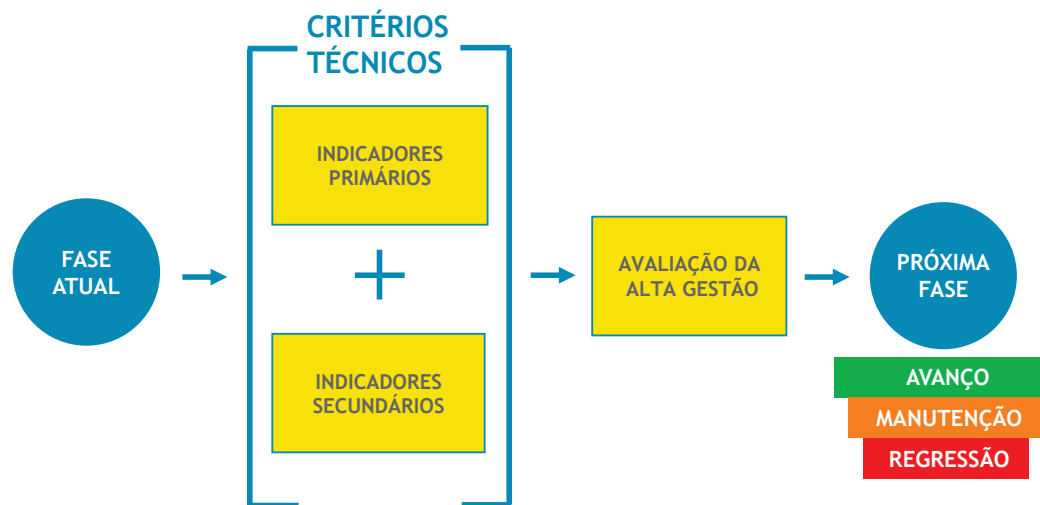 CRITÉRIOS
TÉCNICOS
INDICADORES
PRIMÁRIOS
FASE
ATUAL
INDICADORES
SECUNDÁRIOS
AVALIAÇÃO DA
ALTA GESTÃO
PRÓXIMA
FASE
AVANÇO
MANUTENÇÃO
REGRESSÃO